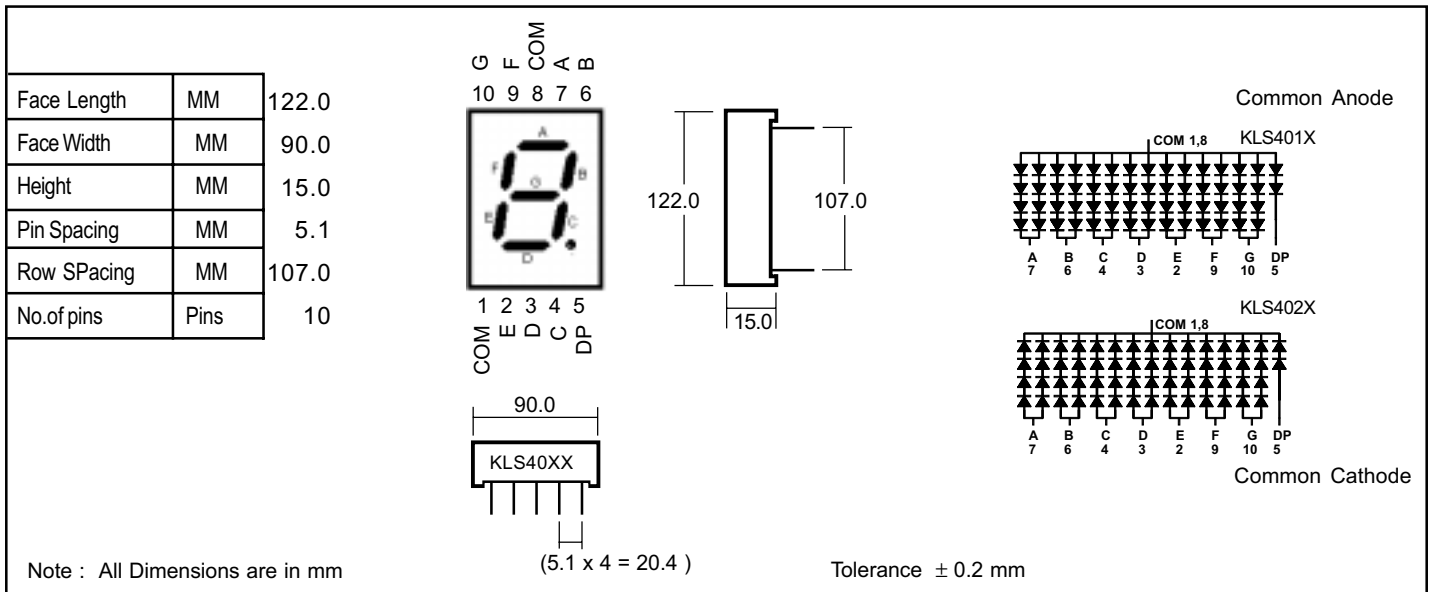 Face Length MM 122.0
Face Width MM 90.0
Height MM 15.0
Pin Spacing MM 5.1
Row SPacing MM 107.0
No.of pins Pins 10
G F COM A B
10 9 8 7 6
A
F B
G
E C
D
1 2 3 4 5
COM E D C DP
122.0
107.0
15.0
90.0
KLS40XX
(5.1 x 4 = 20.4 )
Common Anode
KLS401X
COM 1,8
A B C D E F G DP
7 6 4 3 2 9 10 5
KLS402X
COM 1,8
A B C D E F G DP
7 6 4 3 2 9 10 5
Common Cathode
Note : All Dimensions are in mm
Tolerance ± 0.2 mm